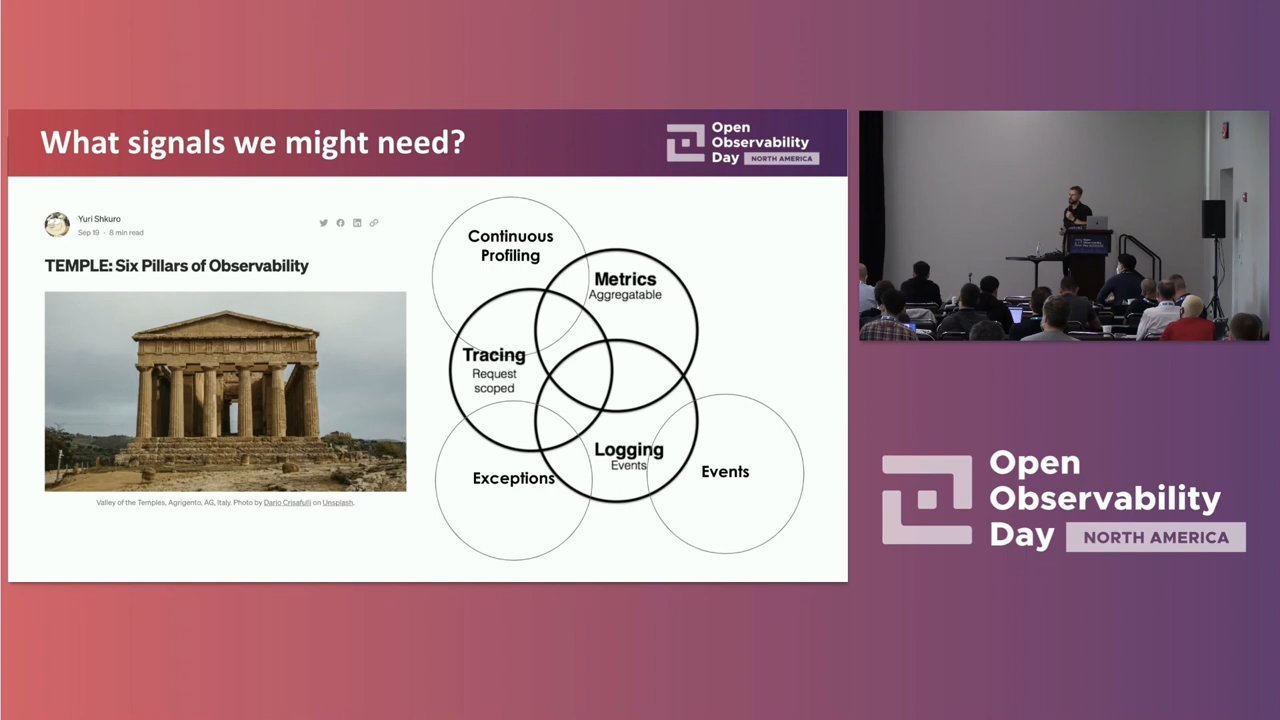 What signals we might need?
Open
Observability
Day NORTH AMERICA
Yuri Shkuro
Sep 19 · 8 min read
TEMPLE: Six Pillars of Observability
Valley of the Temples, Agrigento, AG, Italy. Photo by Dario Crisafulli on Unsplash.
Continuous
Profiling
Metrics
Aggregatable
Tracing
Request
scoped
Logging
Events
Exceptions
Events
Open
Observability
Day NORTH AMERICA